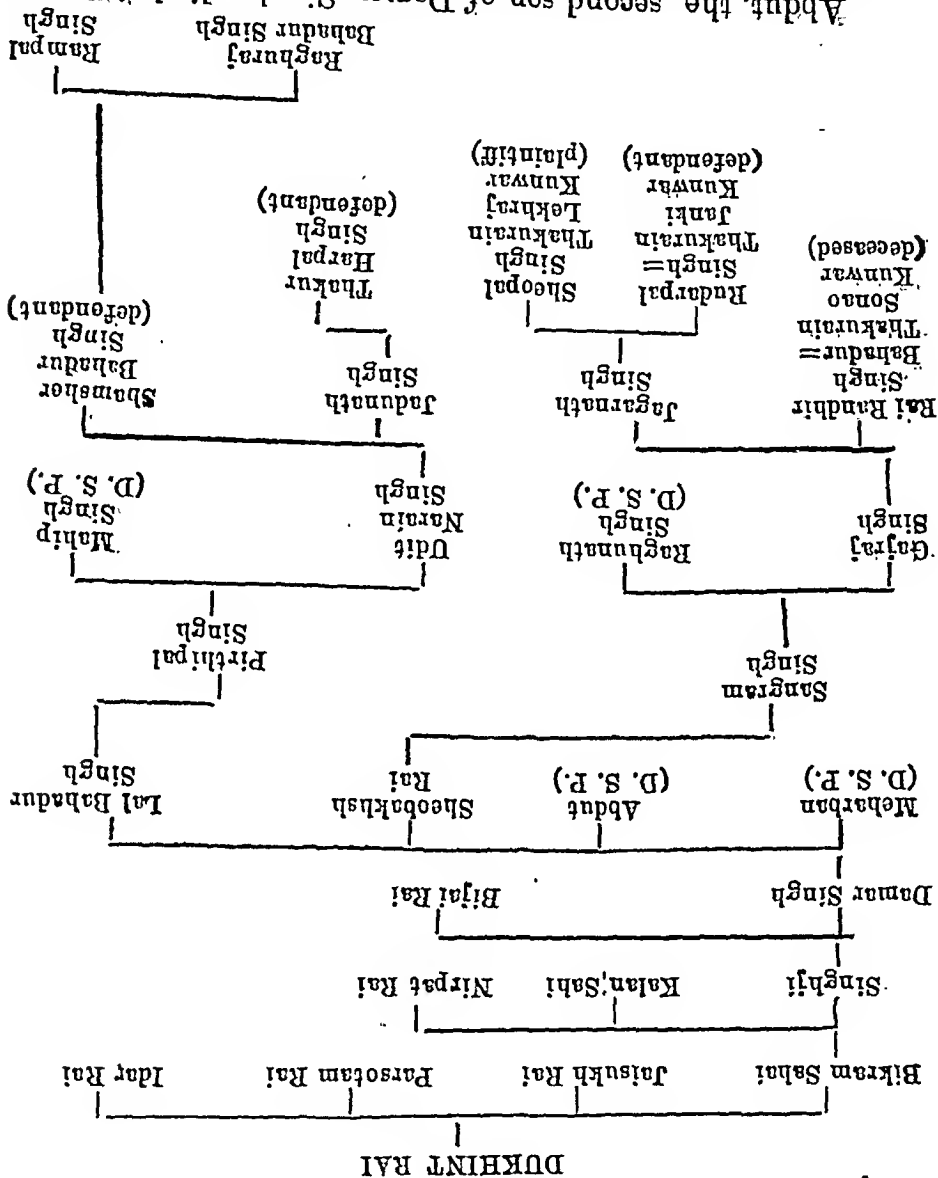 DUKHINT RAI
Bikram Sahai Jaisukh Rai Parsotam Rai Idar Rai
Singhji Kalan Sahi Nirpat Rai
Damar Singh Bijai Rai
Meharban Abdut Sheobakhsh Lal Bahadur
(D. S. P.) (D. S. P.) Rai Singh
Sangram Pirthipal
Singh Singh
Gajraj Raghunath Udit Mahip
Singh Singh Narain Singh
(D. S. P.) Singh (D. S. P.)
Rai Randhir Jagarnath Jadunath Shamsher
Singh Singh Singh Bahadur
Bahadur= Singh
Thakurain (defendant)
Sonao
Kunwar
(deceased)
Rudarpal Sheopal Thakur
Singh= Singh Harpal
Thakurain Thakurain Singh
Janki Lekhraj (defendant)
Kunwar Kunwar
(defendant) (plaintiff)
Raghuraj Rampal
Bahadur Singh Singh
Abdut, the second son of Damar